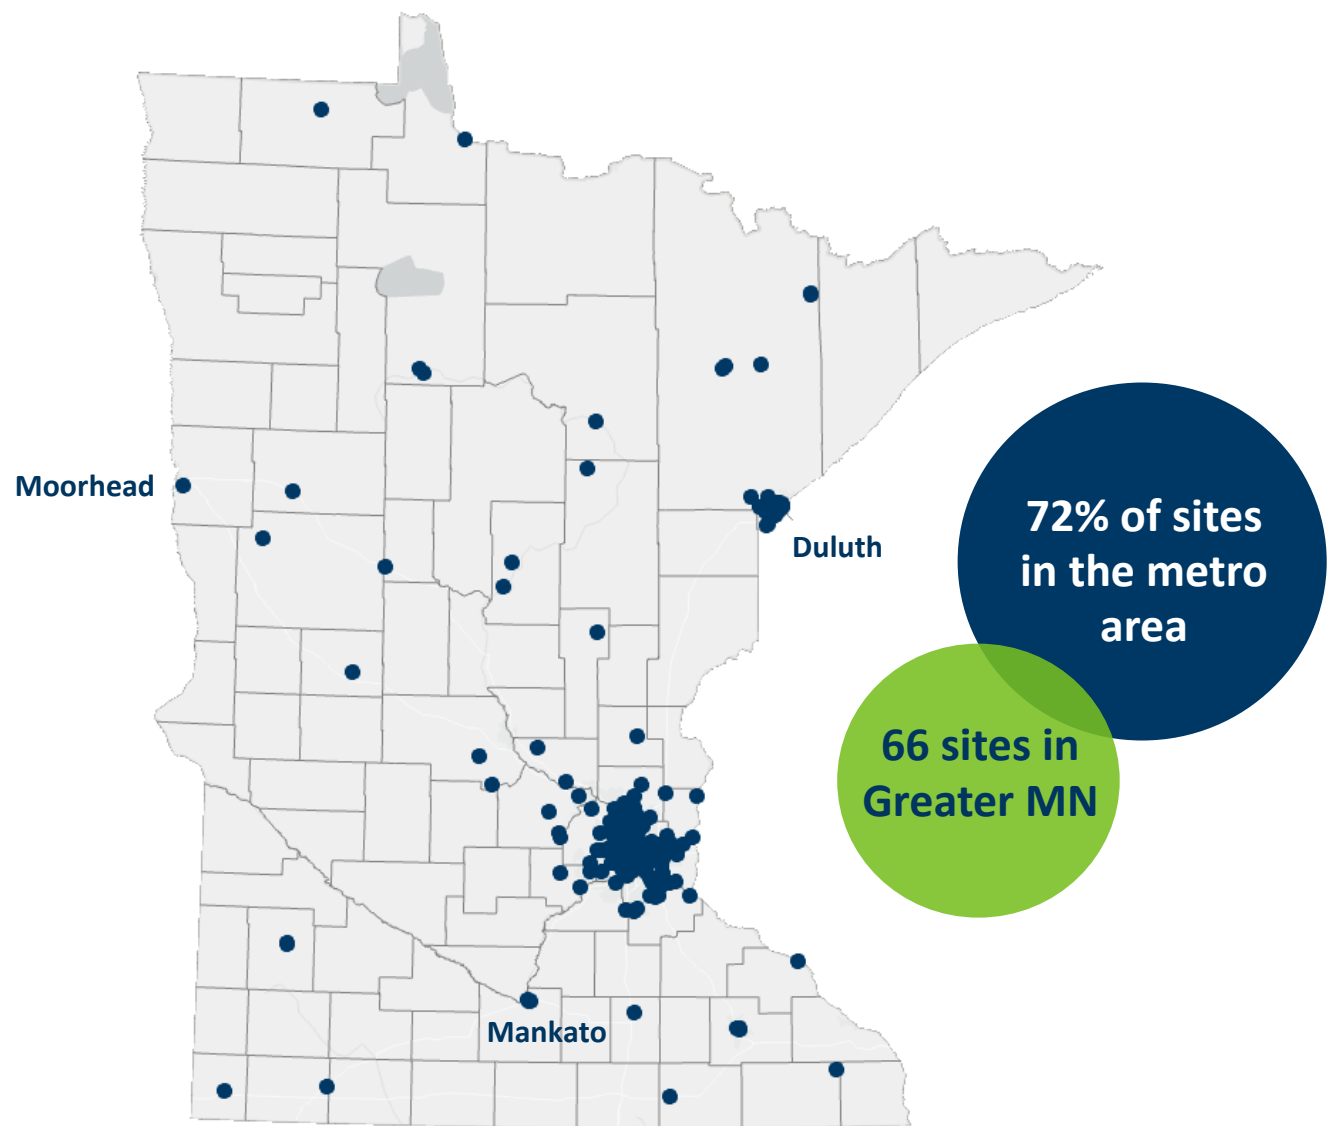 Moorhead
Duluth
72% of sites
in the metro
area
66 sites in
Greater MN
Mankato